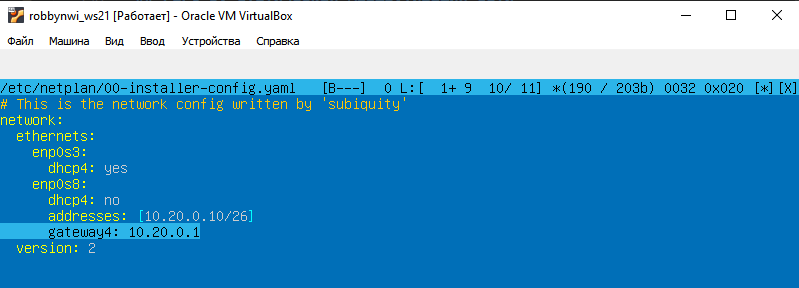 robbynwi_ws21 [Работает] - Oracle VM VirtualBox
Файл Машина Вид Ввод Устройства Справка
/etc/netplan/00-installer-config.yaml [B---] 0 L:[ 1+ 9 10/ 11] *(190 / 203b) 0032 0x020 [*][X]
# This is the network config written by 'subiquity'
network:
  ethernets:
    enp0s3:
      dhcp4: yes
    enp0s8:
      dhcp4: no
      addresses: [10.20.0.10/26]
      gateway4: 10.20.0.1
  version: 2